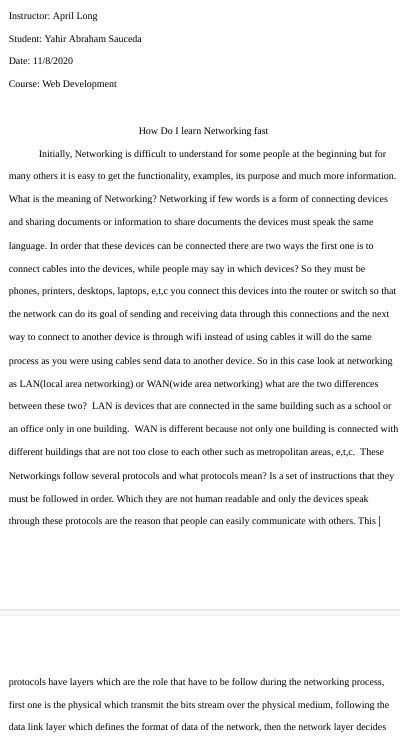 Instructor: April Long
Student: Yahir Abraham Sauceda
Date: 11/8/2020
Course: Web Development
How Do I learn Networking fast
Initially, Networking is difficult to understand for some people at the beginning but for
many others it is easy to get the functionality, examples, its purpose and much more information.
What is the meaning of Networking? Networking if few words is a form of connecting devices
and sharing documents or information to share documents the devices must speak the same
language. In order that these devices can be connected there are two ways the first one is to
connect cables into the devices, while people may say in which devices? So they must be
phones, printers, desktops, laptops, e,t,c you connect this devices into the router or switch so that
the network can do its goal of sending and receiving data through this connections and the next
way to connect to another device is through wifi instead of using cables it will do the same
process as you were using cables send data to another device. So in this case look at networking
as LAN(local area networking) or WAN(wide area networking) what are the two differences
between these two?  LAN is devices that are connected in the same building such as a school or
an office only in one building.  WAN is different because not only one building is connected with
different buildings that are not too close to each other such as metropolitan areas, e,t,c.  These
Networkings follow several protocols and what protocols mean? Is a set of instructions that they
must be followed in order. Which they are not human readable and only the devices speak
through these protocols are the reason that people can easily communicate with others. This
protocols have layers which are the role that have to be follow during the networking process,
first one is the physical which transmit the bits stream over the physical medium, following the
data link layer which defines the format of data of the network, then the network layer decides